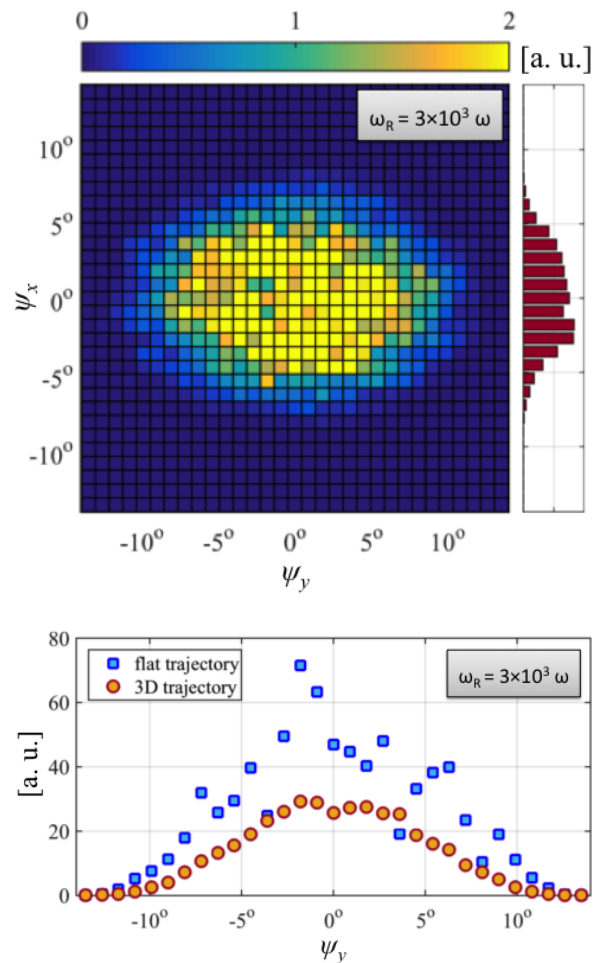 0 1 2
[a. u.]
ω_R = 3×10³ ω
10°
5°
0°
-5°
-10°
ψ_x
-10° -5° 0° 5° 10°
ψ_y
80
60
40
20
0
[a. u.]
flat trajectory
3D trajectory
ω_R = 3×10³ ω
-10° -5° 0° 5° 10°
ψ_y